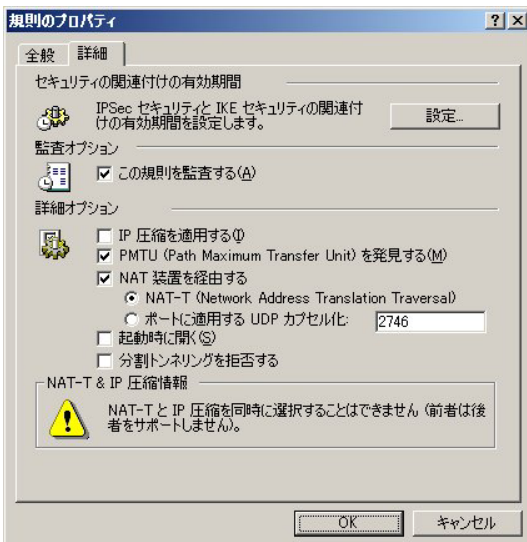 規則のプロパティ
全般 詳細
セキュリティの関連付けの有効期間
IPSec セキュリティと IKE セキュリティの関連付
けの有効期間を設定します。
設定...
監査オプション
この規則を監査する(A)
詳細オプション
IP 圧縮を適用する(I)
PMTU (Path Maximum Transfer Unit) を発見する(M)
NAT 装置を経由する
NAT-T (Network Address Translation Traversal)
ポートに適用する UDP カプセル化: 2746
起動時に開く(S)
分割トンネリングを拒否する
NAT-T & IP 圧縮情報
NAT-T と IP 圧縮を同時に選択することはできません (前者は後
者をサポートしません)。
OK キャンセル